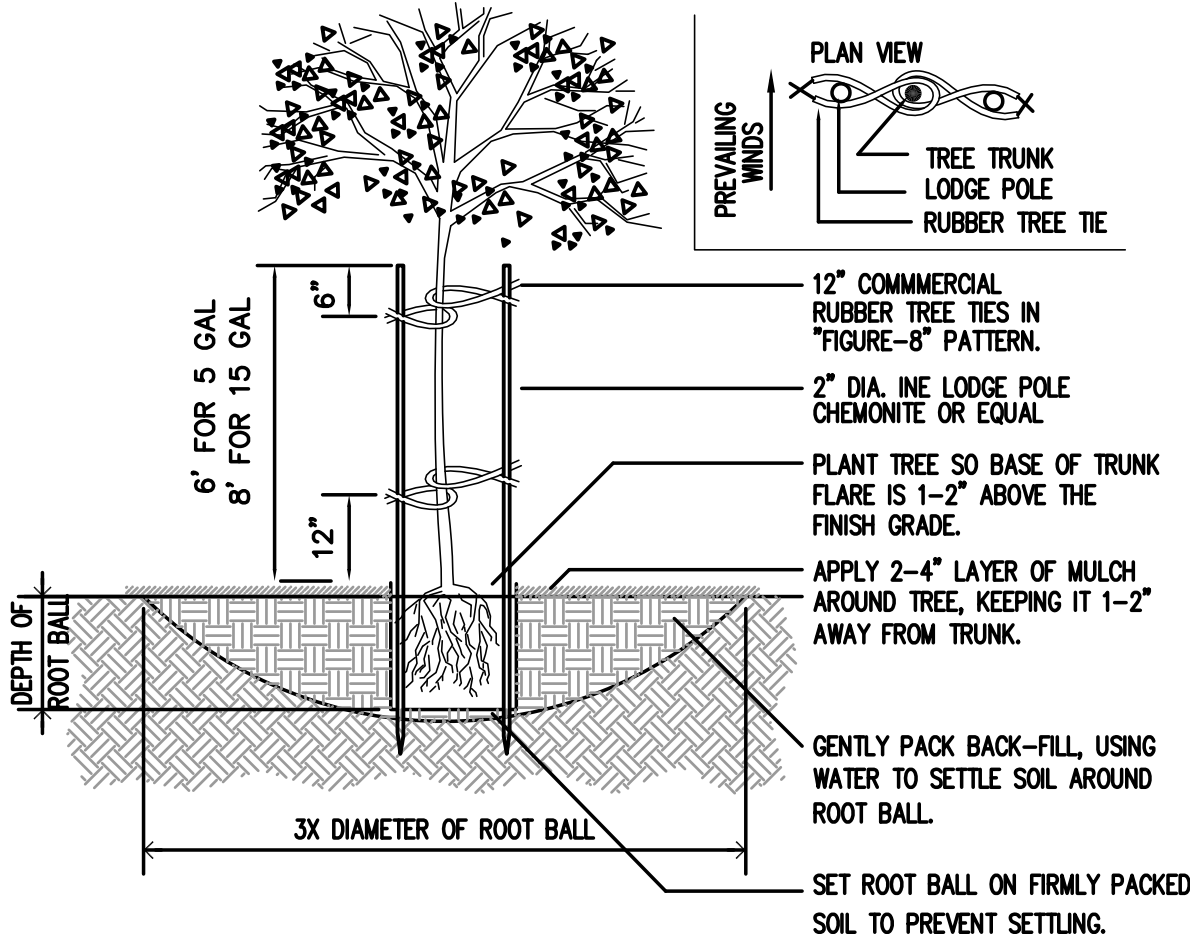 PLAN VIEW
PREVAILING
WINDS
TREE TRUNK
LODGE POLE
RUBBER TREE TIE
6"
6' FOR 5 GAL
8' FOR 15 GAL
12"
12" COMMMERCIAL
RUBBER TREE TIES IN
"FIGURE-8" PATTERN.
2" DIA. INE LODGE POLE
CHEMONITE OR EQUAL
PLANT TREE SO BASE OF TRUNK
FLARE IS 1-2" ABOVE THE
FINISH GRADE.
APPLY 2-4" LAYER OF MULCH
AROUND TREE, KEEPING IT 1-2"
AWAY FROM TRUNK.
DEPTH OF
ROOT BALL
GENTLY PACK BACK-FILL, USING
WATER TO SETTLE SOIL AROUND
ROOT BALL.
3X DIAMETER OF ROOT BALL
SET ROOT BALL ON FIRMLY PACKED
SOIL TO PREVENT SETTLING.